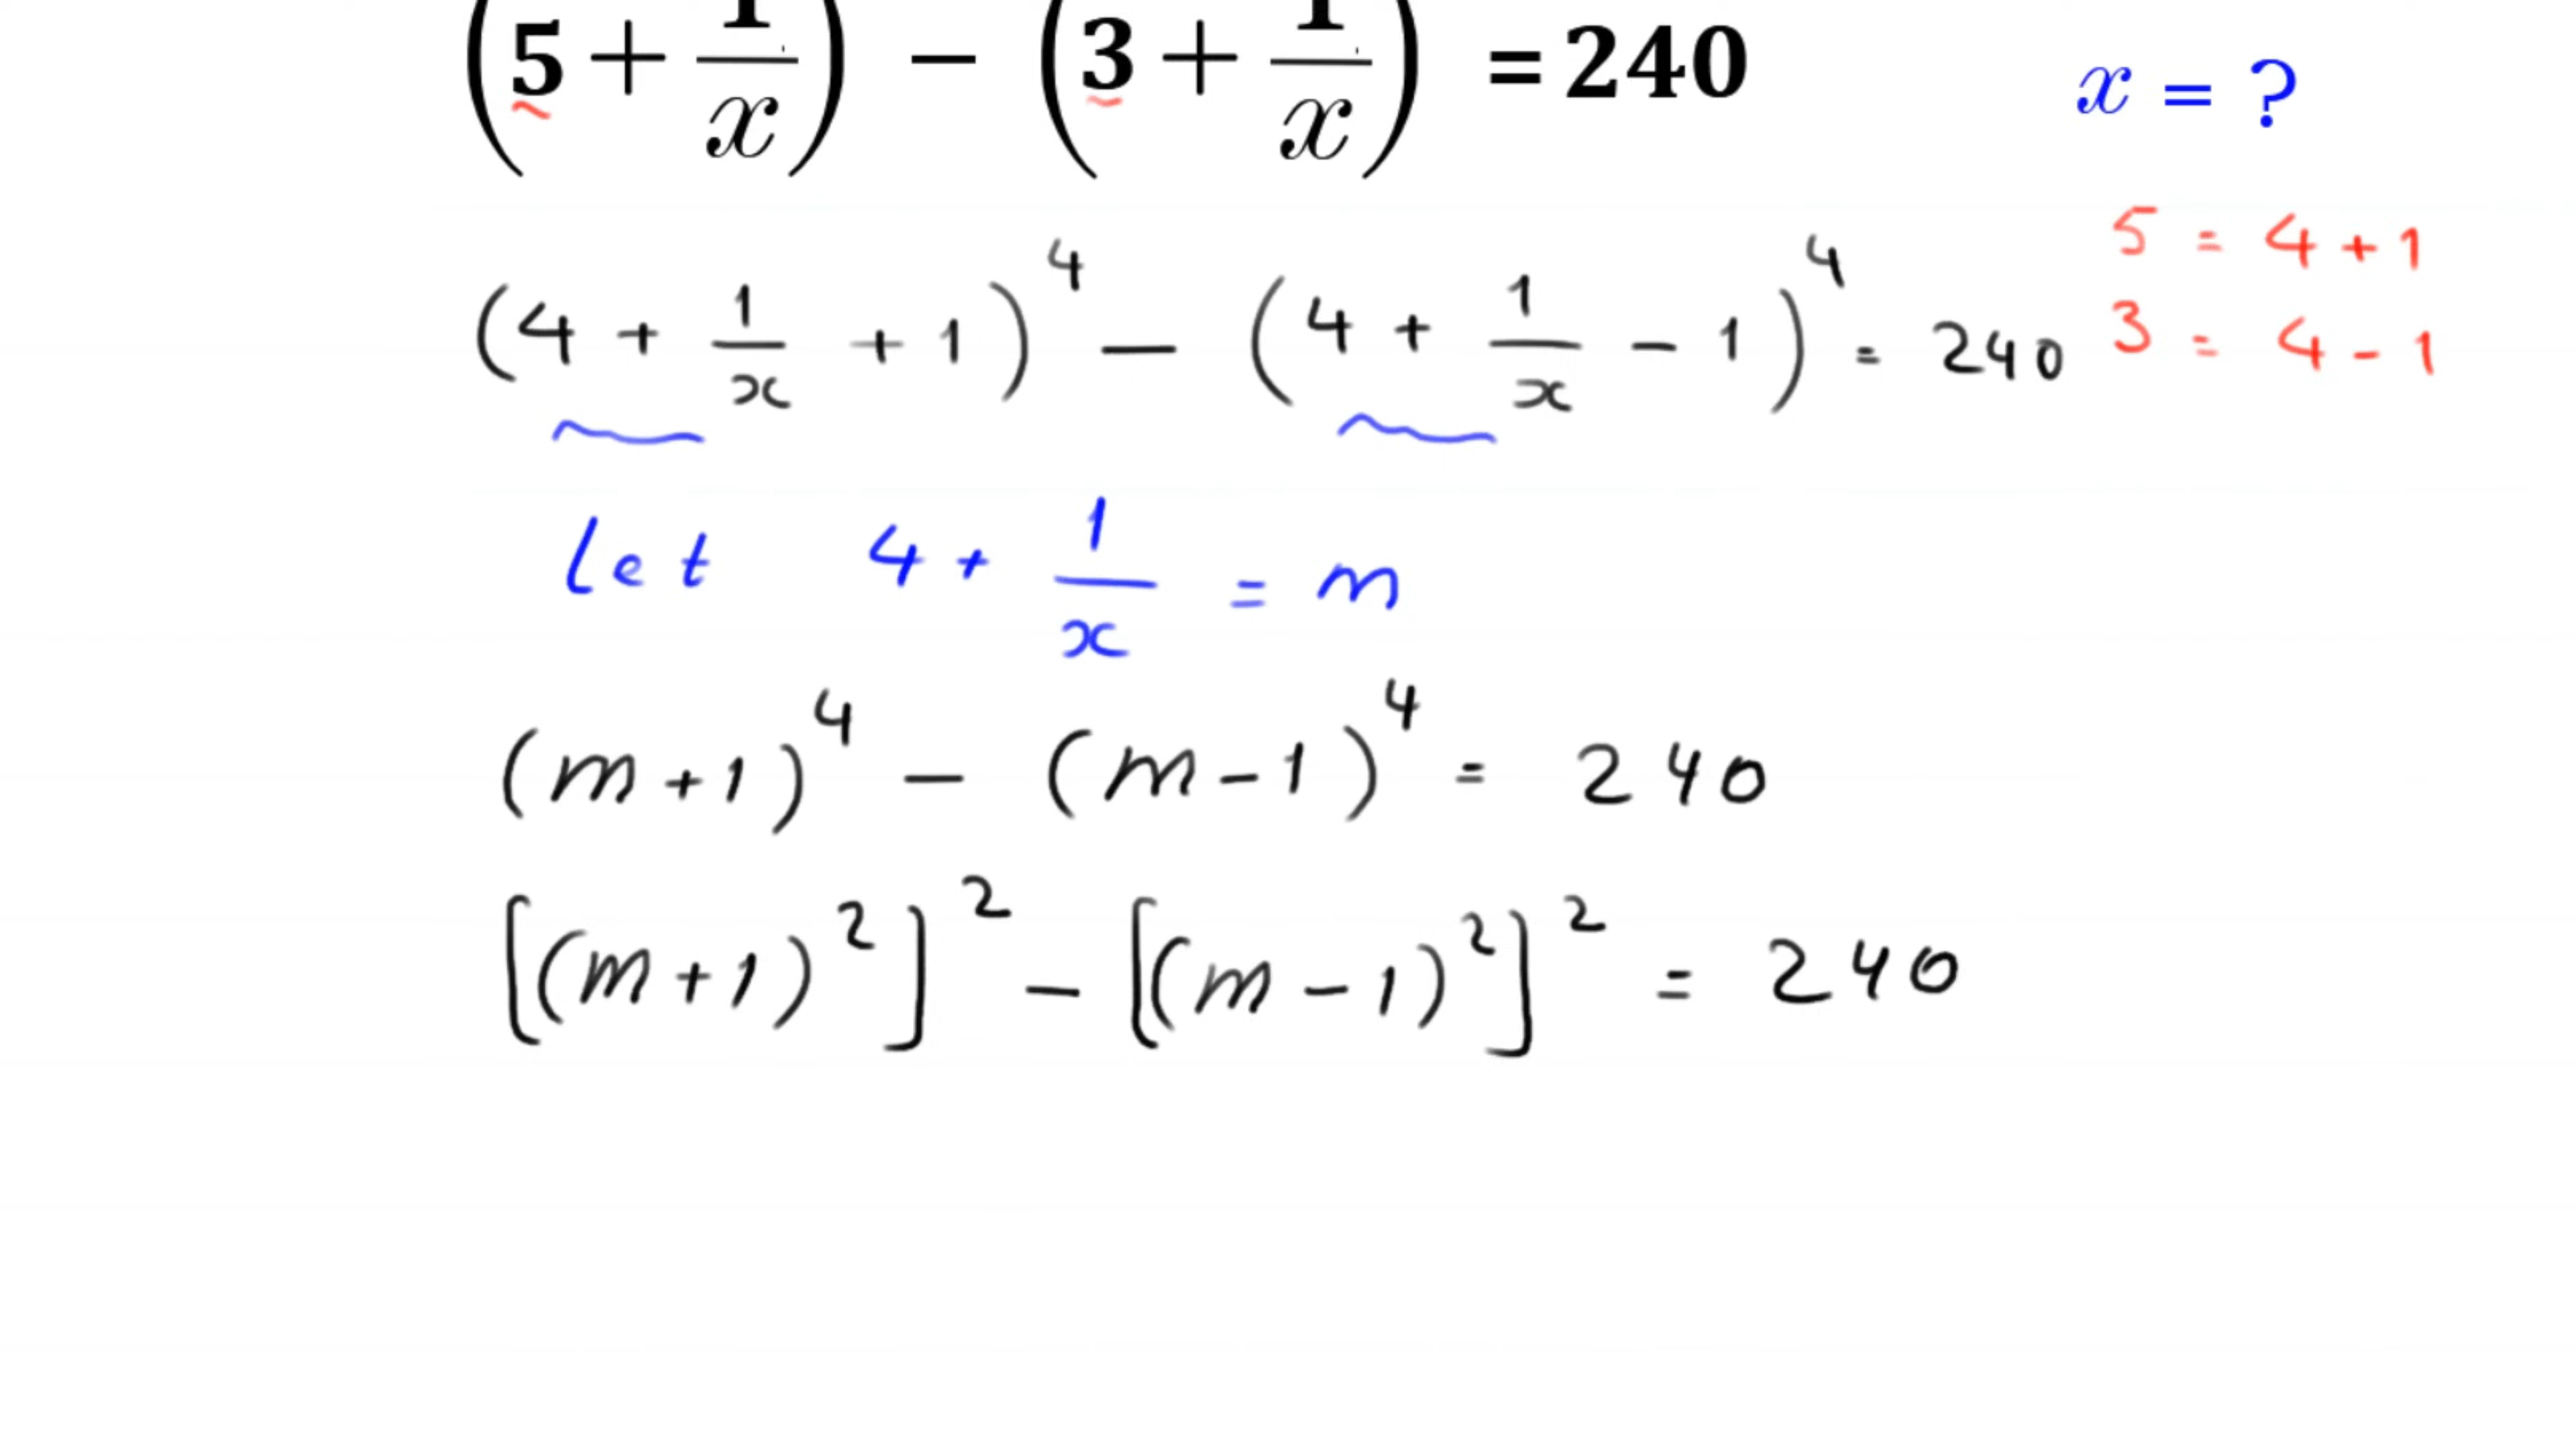 (5 + 1/x) - (3 + 1/x) = 240
x = ?
5 = 4 + 1
(4 + 1/x + 1)^4 - (4 + 1/x - 1)^4 = 240
3 = 4 - 1
let 4 + 1/x = m
(m + 1)^4 - (m - 1)^4 = 240
[(m + 1)^2]^2 - [(m - 1)^2]^2 = 240